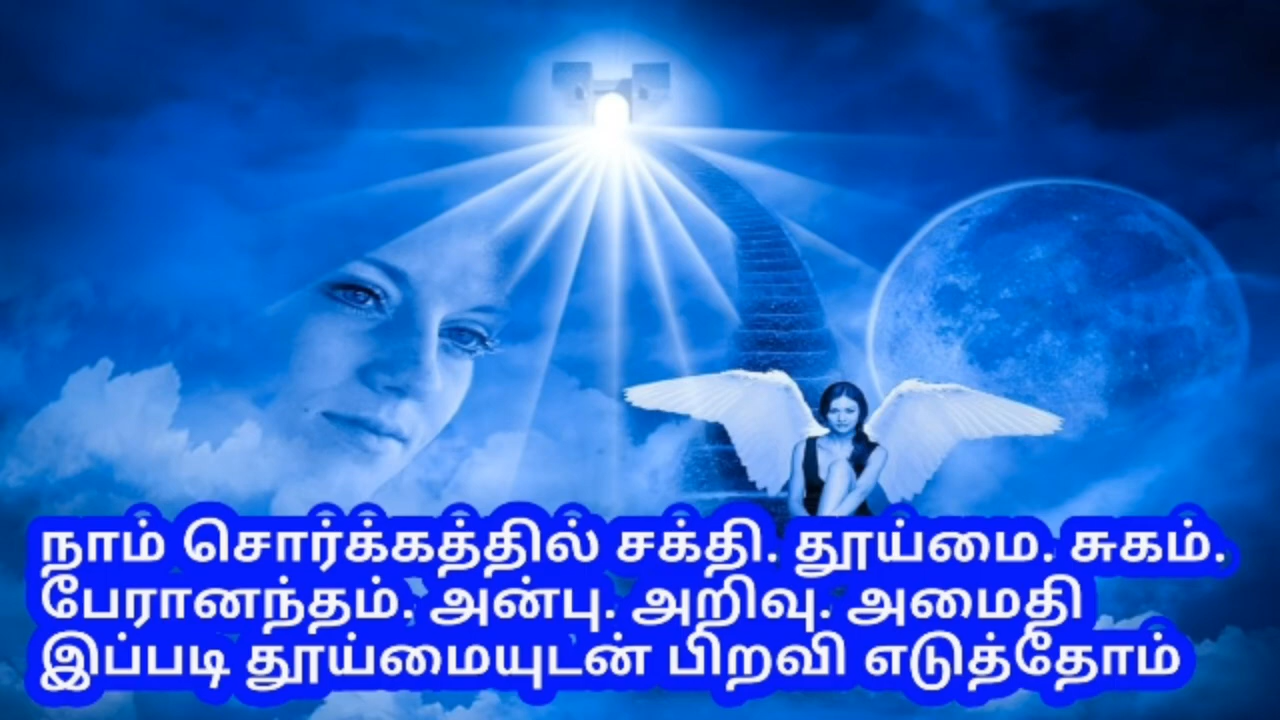 நாம் சொர்க்கத்தில் சக்தி. தூய்மை. சுகம்.
பேரானந்தம். அன்பு. அறிவு. அமைதி
இப்படி தூய்மையுடன் பிறவி எடுத்தோம்